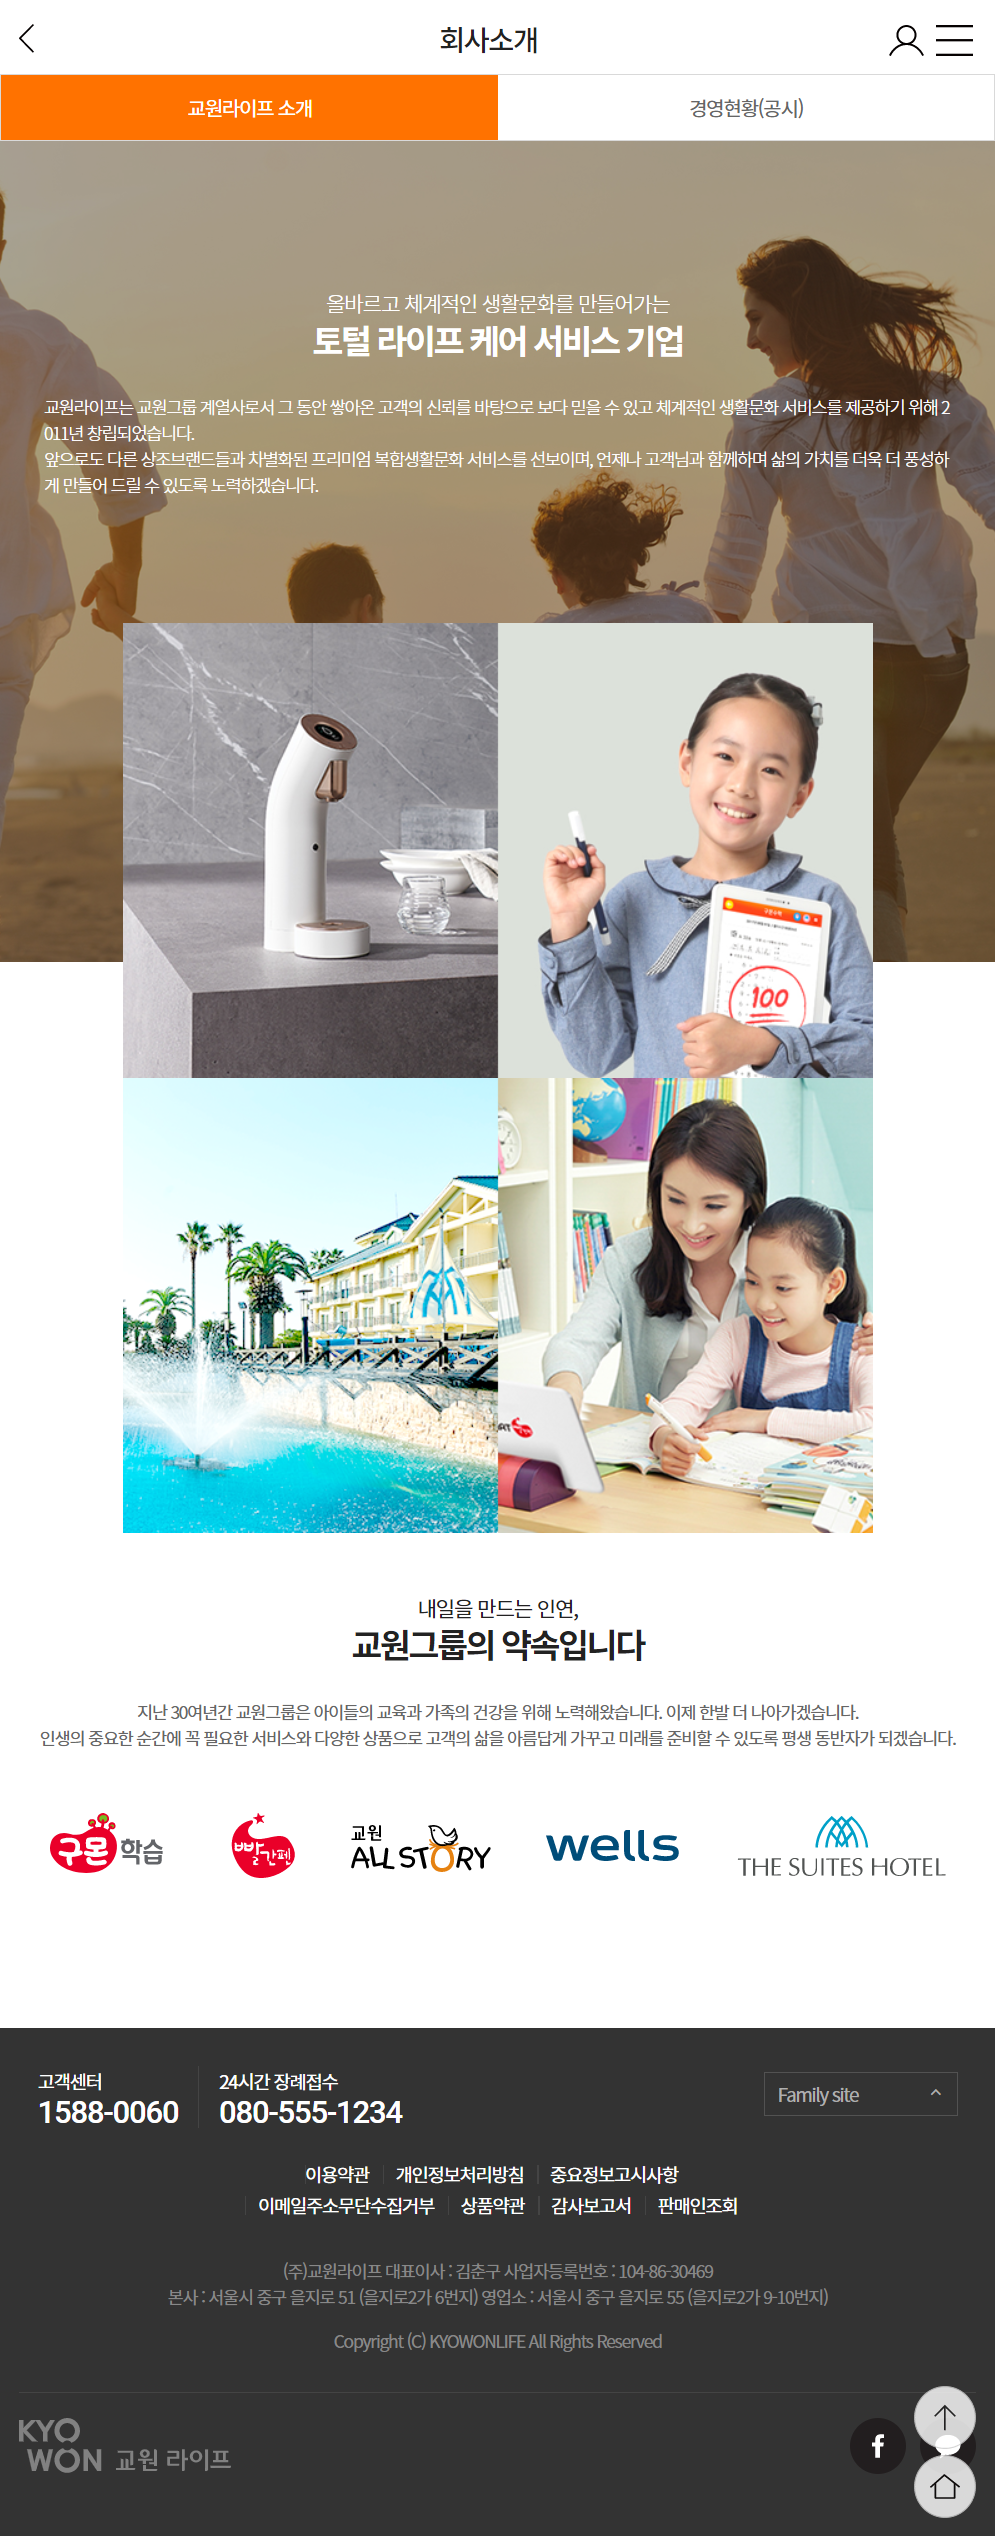 회사소개
교원라이프 소개
경영현황(공시)
올바르고 체계적인 생활문화를 만들어가는
토털 라이프 케어 서비스 기업
교원라이프는 교원그룹 계열사로서 그 동안 쌓아온 고객의 신뢰를 바탕으로 보다 믿을 수 있고 체계적인 생활문화 서비스를 제공하기 위해 2
011년 창립되었습니다.
앞으로도 다른 상조브랜드들과 차별화된 프리미엄 복합생활문화 서비스를 선보이며, 언제나 고객님과 함께하며 삶의 가치를 더욱 더 풍성하
게 만들어 드릴 수 있도록 노력하겠습니다.
100
내일을 만드는 인연,
교원그룹의 약속입니다
지난 30여년간 교원그룹은 아이들의 교육과 가족의 건강을 위해 노력해왔습니다. 이제 한발 더 나아가겠습니다.
인생의 중요한 순간에 꼭 필요한 서비스와 다양한 상품으로 고객의 삶을 아름답게 가꾸고 미래를 준비할 수 있도록 평생 동반자가 되겠습니다.
구몬 학습
빨간펜
교원
ALL STORY
wells
THE SUITES HOTEL
고객센터
1588-0060
24시간 장례접수
080-555-1234
Family site
이용약관 개인정보처리방침 중요정보고시사항
이메일주소무단수집거부 상품약관 감사보고서 판매인조회
(주)교원라이프 대표이사 : 김춘구 사업자등록번호 : 104-86-30469
본사 : 서울시 중구 을지로 51 (을지로2가 6번지) 영업소 : 서울시 중구 을지로 55 (을지로2가 9-10번지)
Copyright (C) KYOWONLIFE All Rights Reserved
KYO
WON 교원 라이프